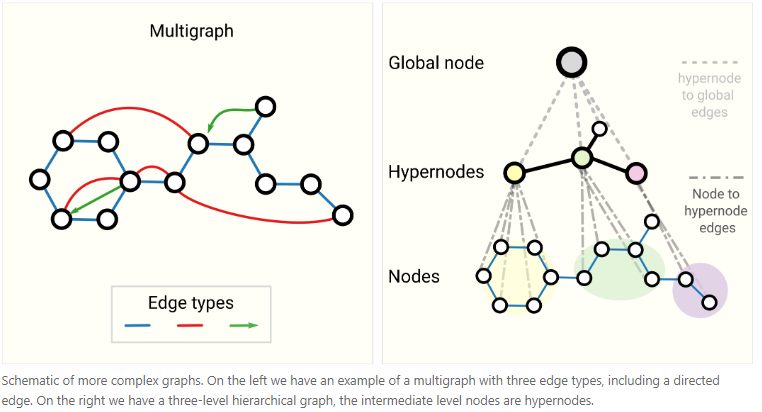 Multigraph
Edge types
Global node
hypernode
to global
edges
Hypernodes
Node to
hypernode
edges
Nodes
Schematic of more complex graphs. On the left we have an example of a multigraph with three edge types, including a directed
edge. On the right we have a three-level hierarchical graph, the intermediate level nodes are hypernodes.